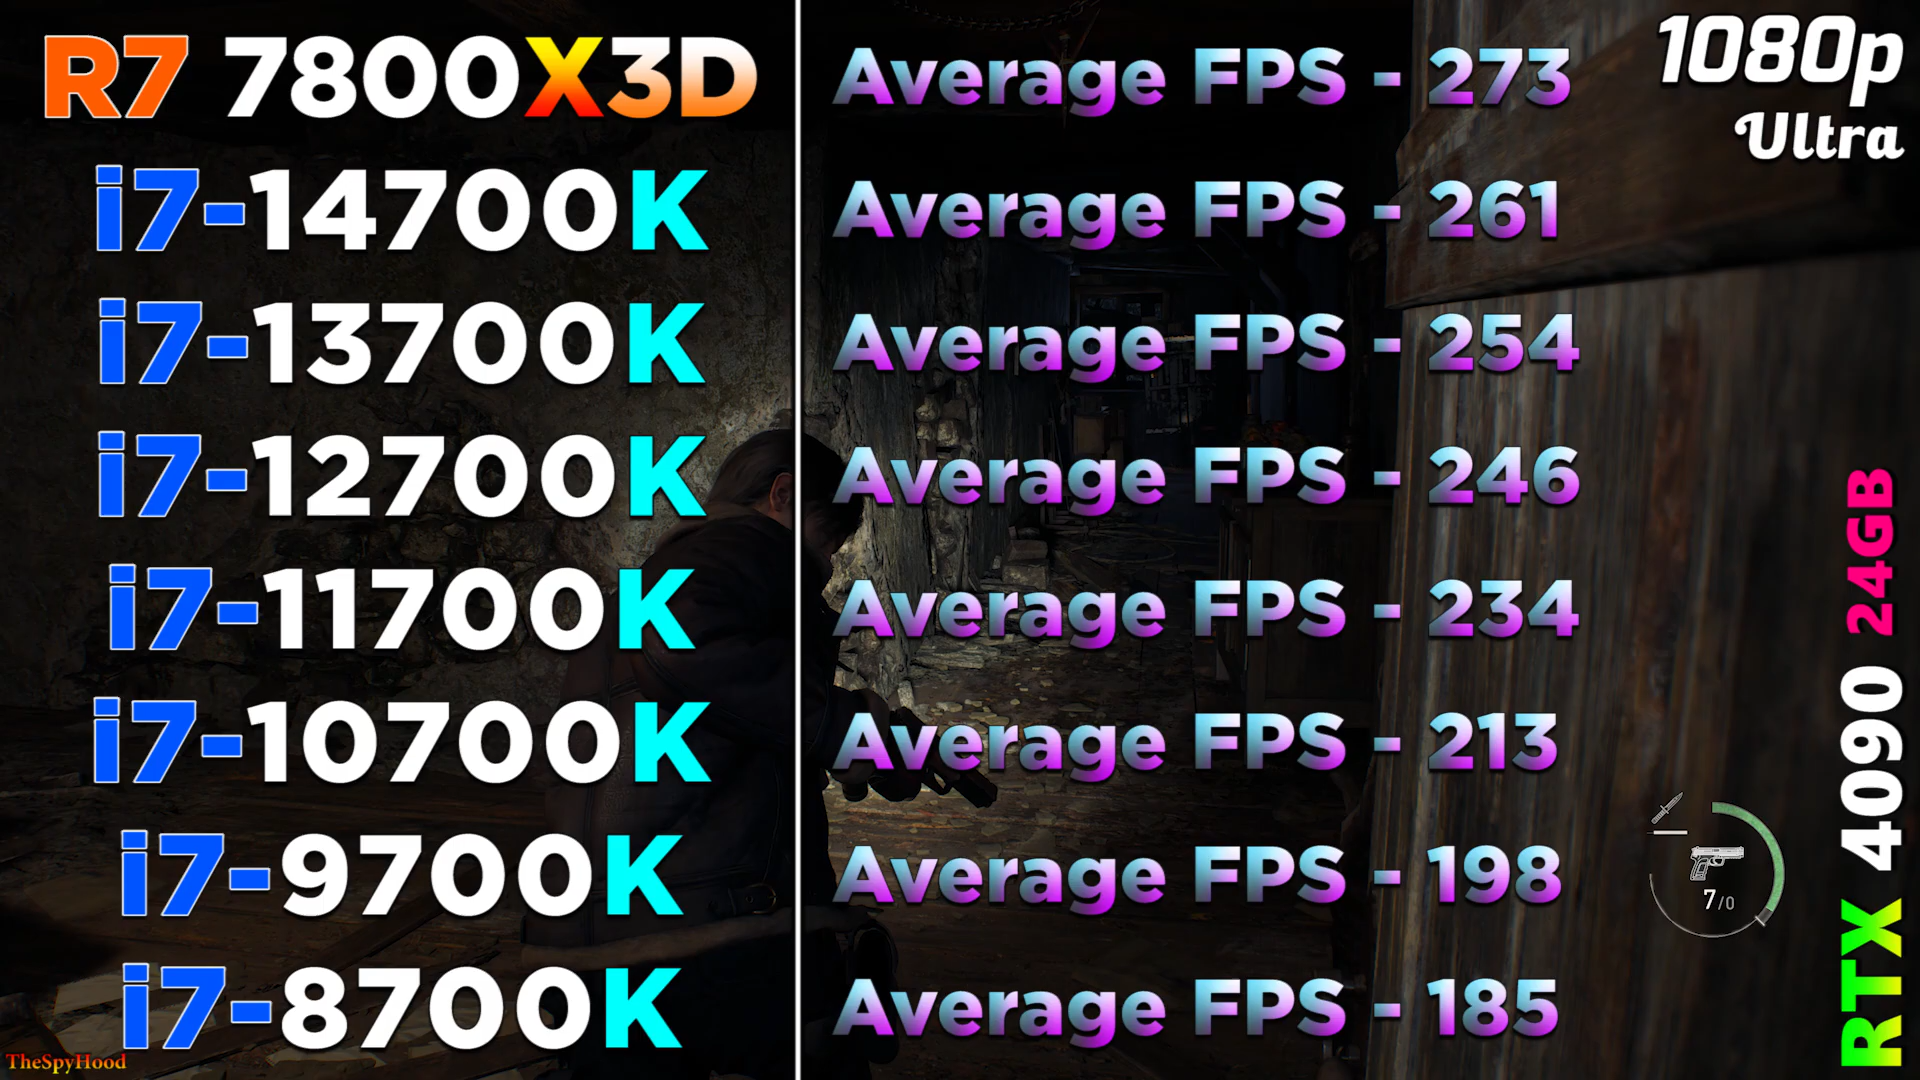 R7 7800X3D Average FPS - 273
1080p
Ultra
i7-14700K Average FPS - 261
i7-13700K Average FPS - 254
i7-12700K Average FPS - 246
i7-11700K Average FPS - 234
i7-10700K Average FPS - 213
i7-9700K Average FPS - 198
7/0
i7-8700K Average FPS - 185
RTX 4090 24GB
TheSpyHood